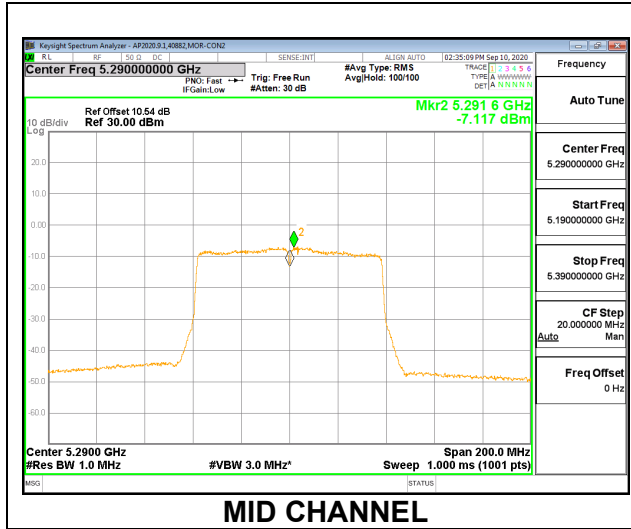 Keysight Spectrum Analyzer - AP2020.9.1,40882,MOR-CON2
RL RF 50 Ω DC SENSE:INT ALIGN AUTO 02:35:09 PM Sep 10, 2020
Center Freq 5.290000000 GHz
PNO: Fast
IFGain:Low
Trig: Free Run
#Atten: 30 dB
#Avg Type: RMS
Avg|Hold: 100/100
TRACE 1 2 3 4 5 6
TYPE A WWWWW
DET A N N N N N
Frequency
Ref Offset 10.54 dB
10 dB/div Ref 30.00 dBm
Log
Mkr2 5.291 6 GHz
-7.117 dBm
20.0
10.0
0.00
-10.0
-20.0
-30.0
-40.0
-50.0
-60.0
2
Center 5.2900 GHz Span 200.0 MHz
#Res BW 1.0 MHz #VBW 3.0 MHz* Sweep 1.000 ms (1001 pts)
Auto Tune
Center Freq
5.290000000 GHz
Start Freq
5.190000000 GHz
Stop Freq
5.390000000 GHz
CF Step
20.000000 MHz
Auto Man
Freq Offset
0 Hz
MSG STATUS
MID CHANNEL